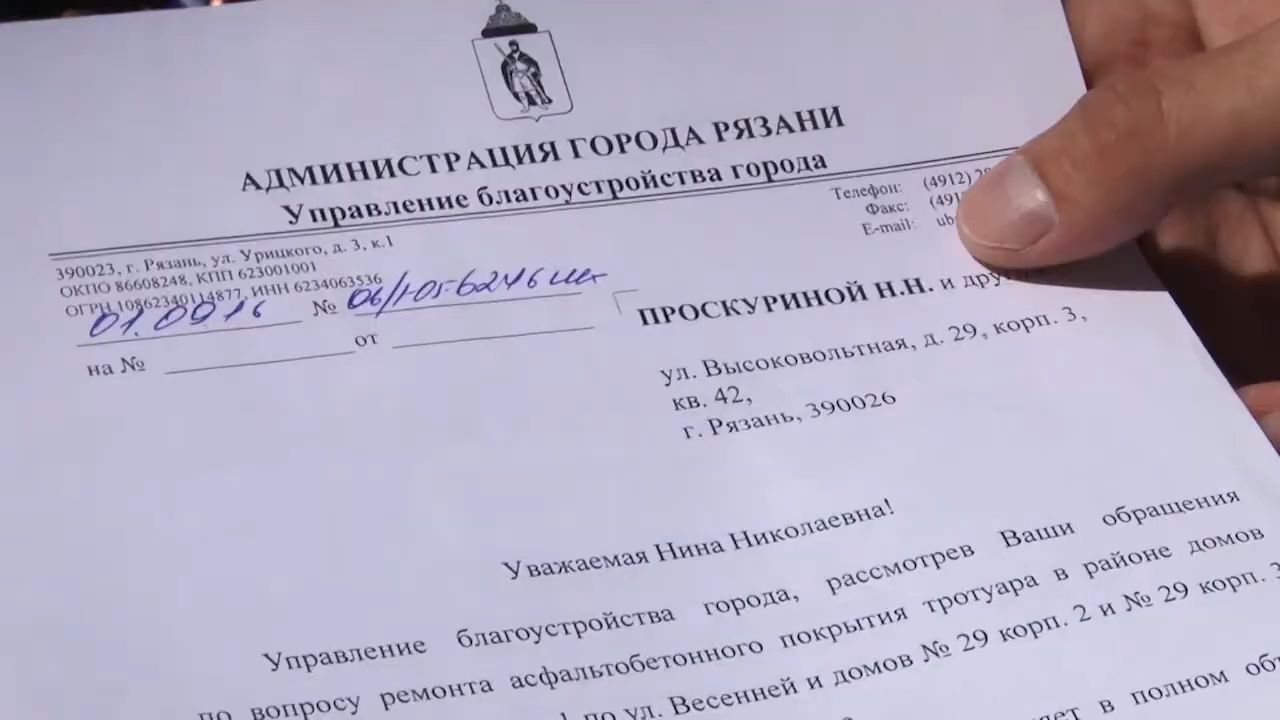 АДМИНИСТРАЦИЯ ГОРОДА РЯЗАНИ
Управление благоустройства города
390023, г. Рязань, ул. Урицкого, д. 3, к.1
ОКПО 86608248, КПП 623001001
ОГРН 1086234011487​7, ИНН 6234063536
01.09.16 № 06/1-05-6246исх
на № от
Телефон: (4912)
Факс:
E-mail:
ПРОСКУРИНОЙ Н.Н. и
ул. Высоковольтная, д. 29, корп. 3,
кв. 42,
г. Рязань, 390026
Уважаемая Нина Николаевна!
Управление благоустройства города, рассмотрев Ваши обращения
по вопросу ремонта асфальтобетонного покрытия тротуара в районе домов
по ул. Весенней и домов № 29 корп. 2 и № 29 корп. 3
в полном